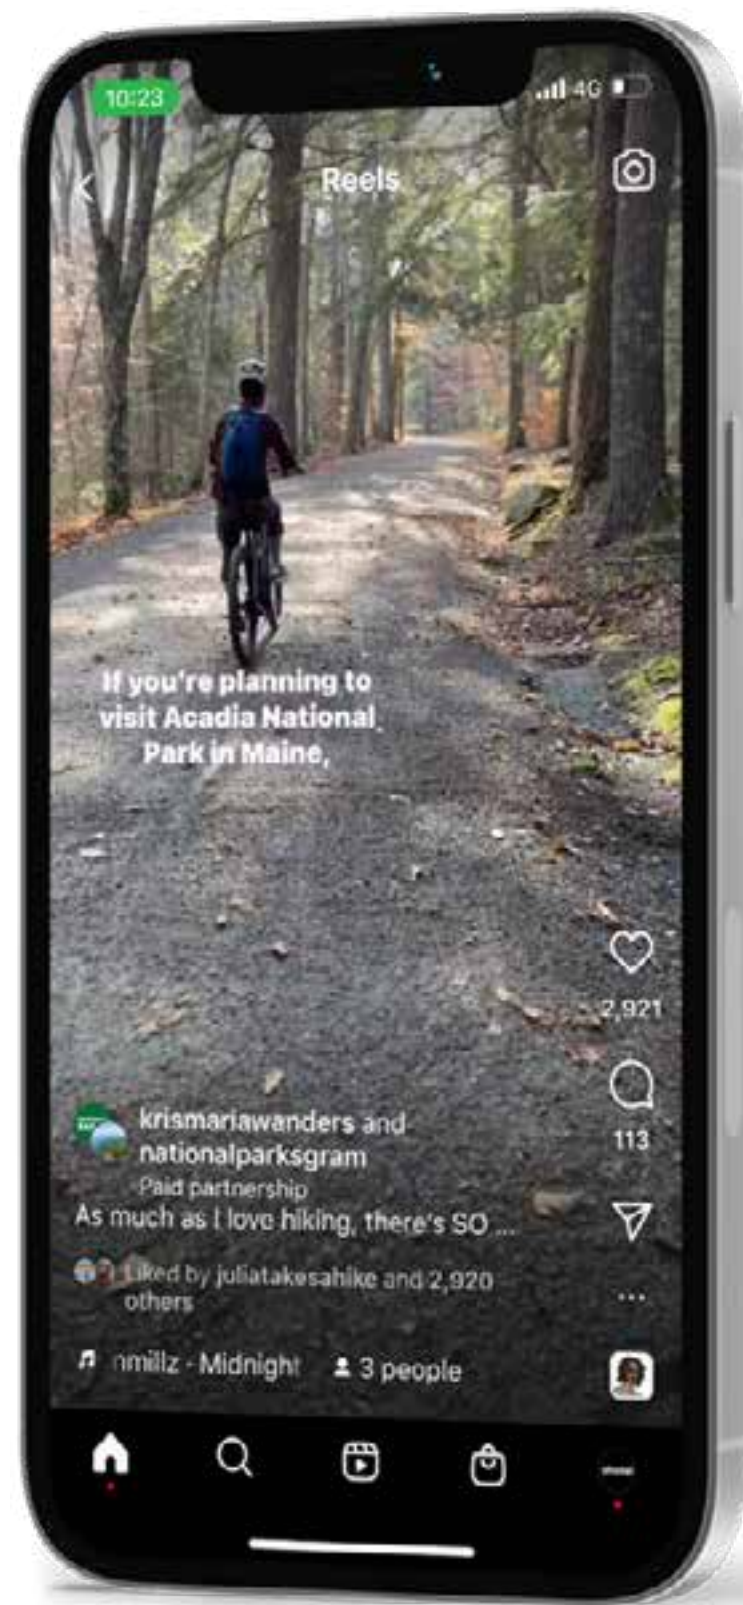 10:23
4G
Reels
If you're planning to
visit Acadia National
Park in Maine,
2,921
113
krismariawanders and
nationalparksgram
Paid partnership
As much as I love hiking, there's SO ...
Liked by juliatakesahike and 2,920
others
nmillz - Midnight
3 people